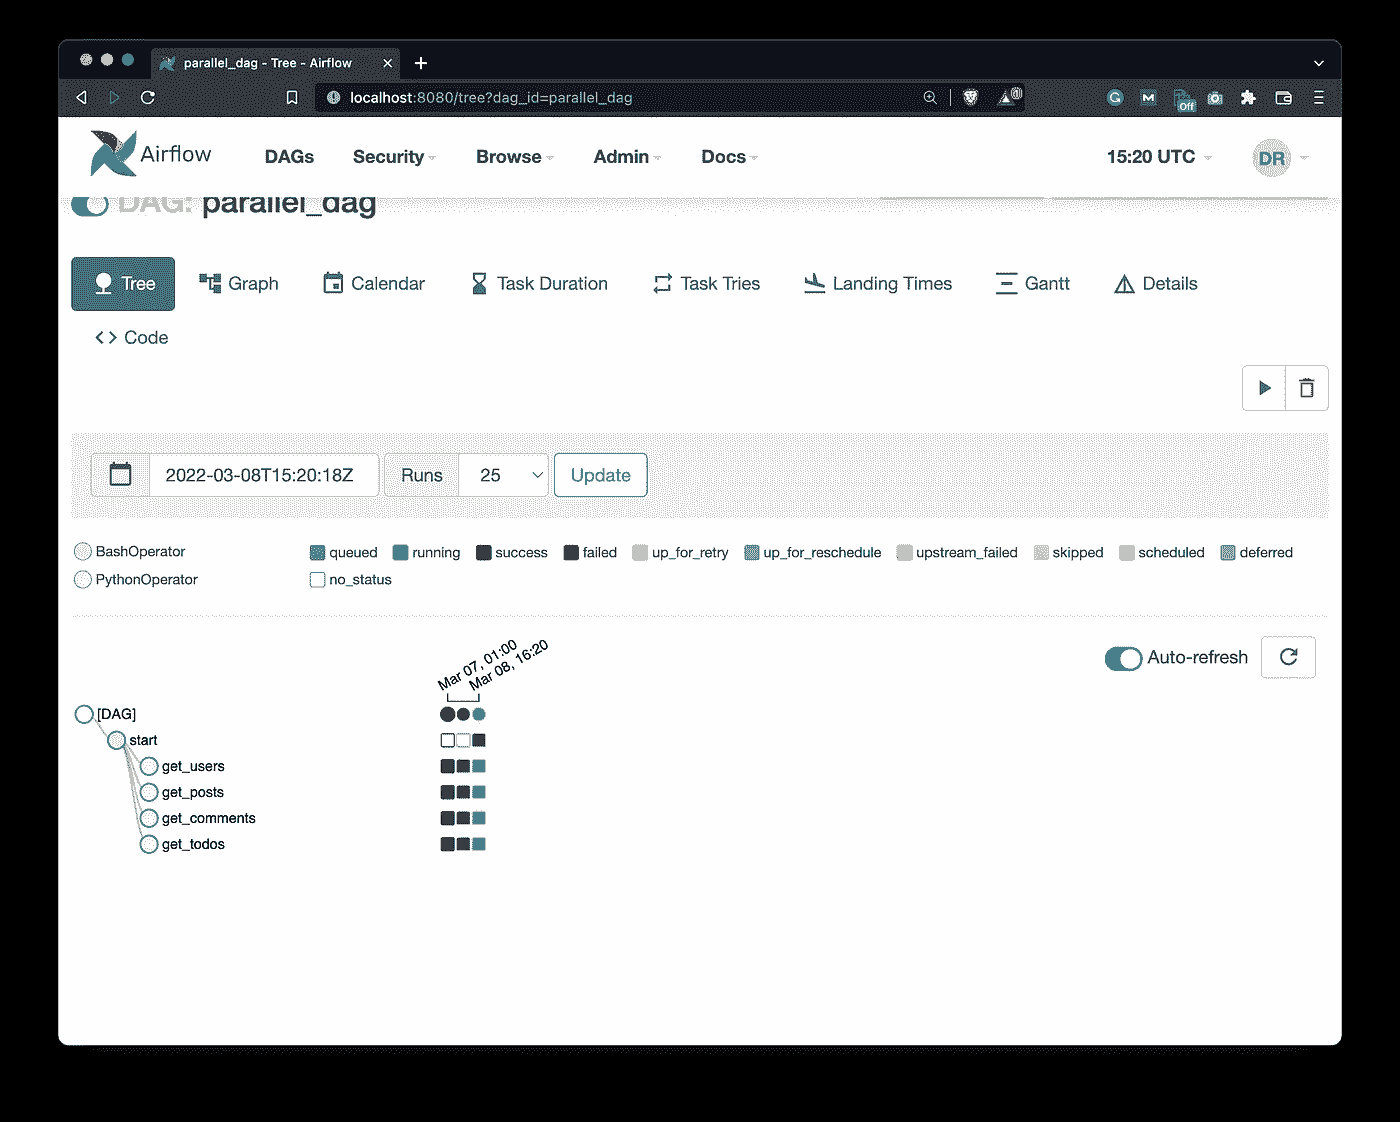 parallel_dag - Tree - Airflow
localhost:8080/tree?dag_id=parallel_dag
Off
Airflow DAGs Security Browse Admin Docs 15:20 UTC DR
DAG: parallel_dag
Tree Graph Calendar Task Duration Task Tries Landing Times Gantt Details
Code
2022-03-08T15:20:18Z Runs 25 Update
BashOperator queued running success failed up_for_retry up_for_reschedule upstream_failed skipped scheduled deferred
PythonOperator no_status
Mar 07, 01:00
Mar 08, 16:20
Auto-refresh
[DAG]
start
get_users
get_posts
get_comments
get_todos